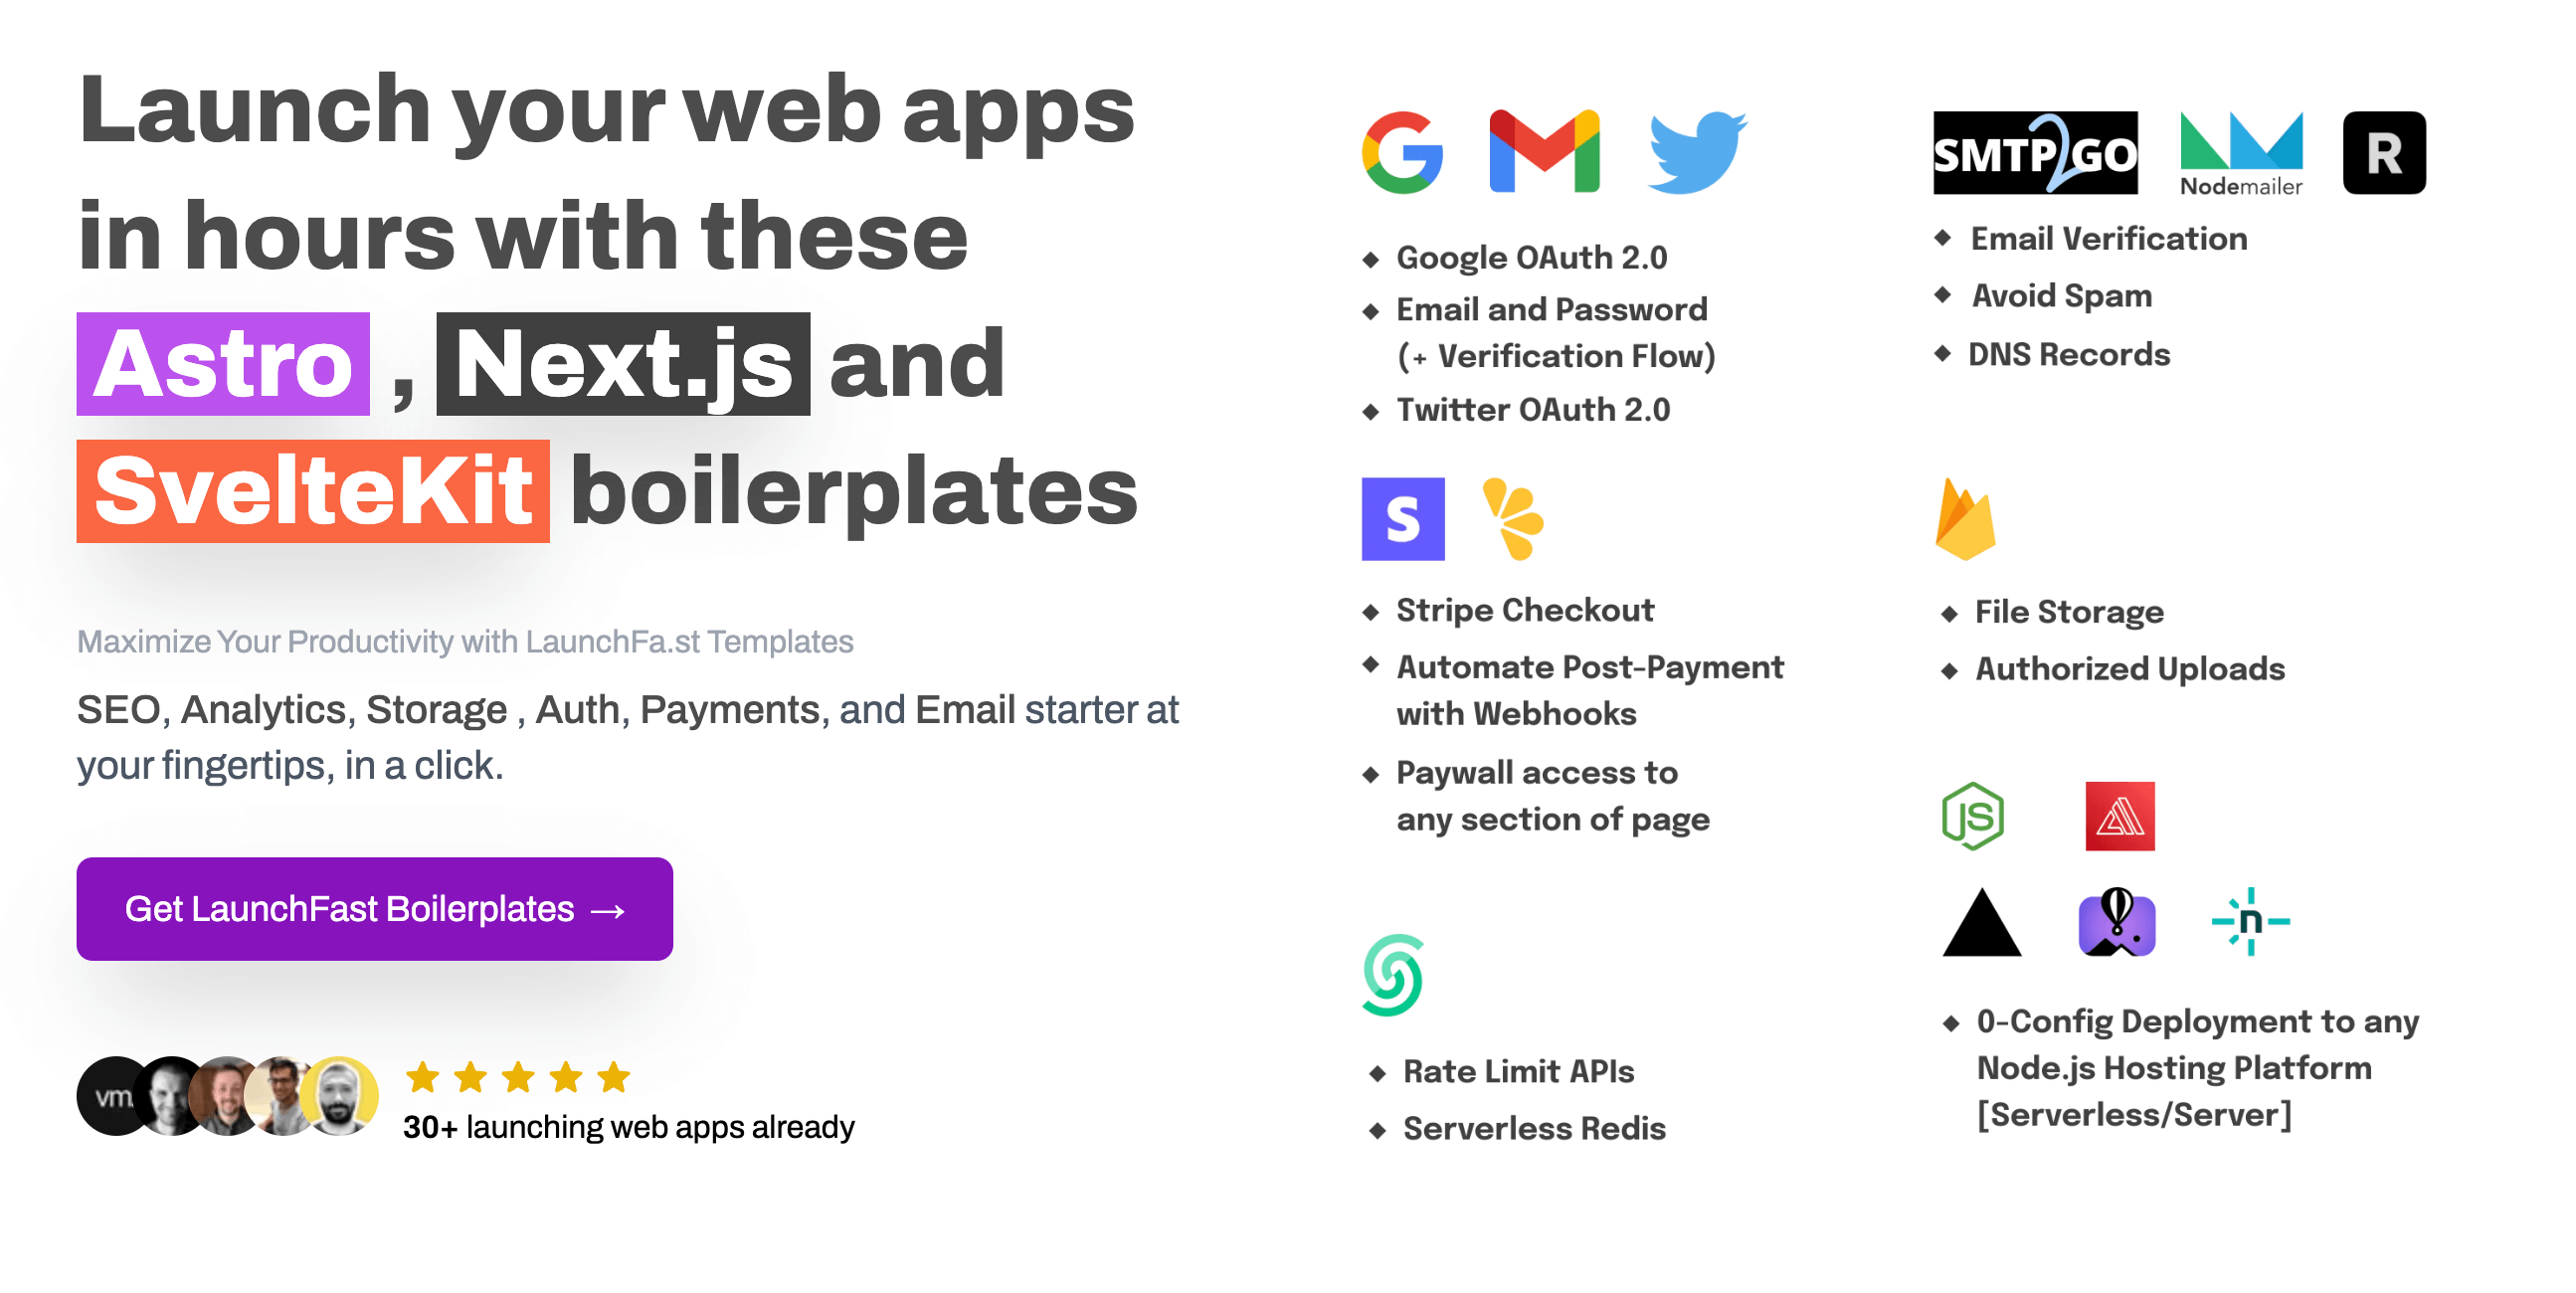 Launch your web apps
in hours with these
Astro , Next.js and
SvelteKit boilerplates
Maximize Your Productivity with LaunchFa.st Templates
SEO, Analytics, Storage , Auth, Payments, and Email starter at
your fingertips, in a click.
Get LaunchFast Boilerplates →
vm.
30+ launching web apps already
G
Google OAuth 2.0
Email and Password
(+ Verification Flow)
Twitter OAuth 2.0
SMTP2GO
Nodemailer
R
Email Verification
Avoid Spam
DNS Records
S
Stripe Checkout
Automate Post-Payment
with Webhooks
Paywall access to
any section of page
File Storage
Authorized Uploads
Rate Limit APIs
Serverless Redis
JS
n
0-Config Deployment to any
Node.js Hosting Platform
[Serverless/Server]